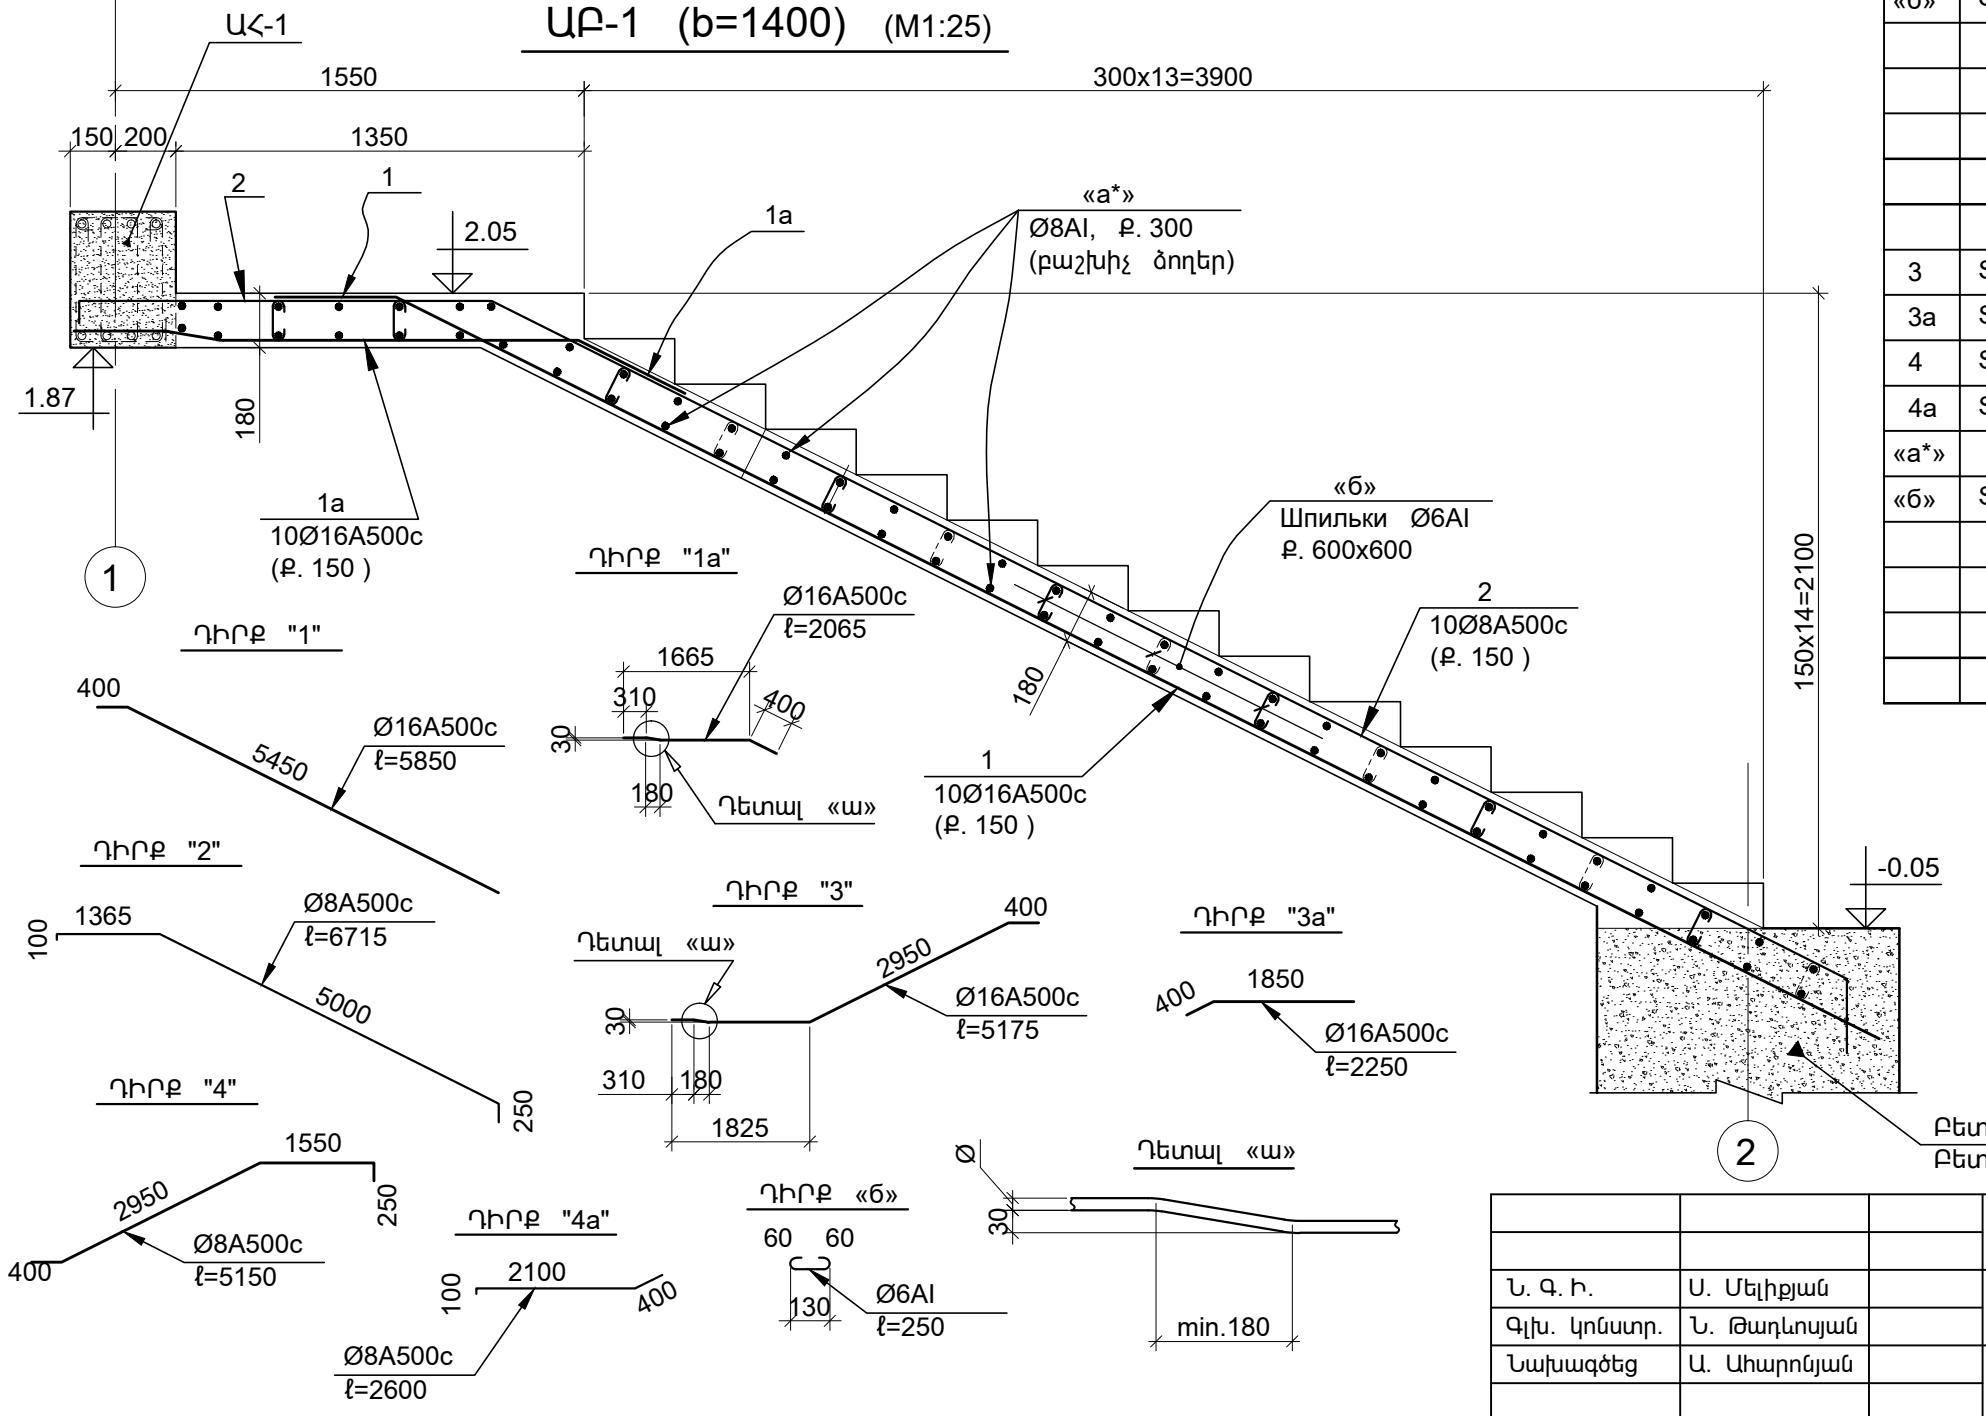 ԱԲ-1 (b=1400) (M1:25)
ԱՀ-1
1550
300x13=3900
150
200
1350
2
1
2.05
1a
«a*»
Ø8AI, Ք. 300
(բաշխիչ ձողեր)
1.87
180
1a
10Ø16A500c
(Ք. 150 )
1
«б»
Шпильки Ø6AI
Ք. 600x600
2
10Ø8A500c
(Ք. 150 )
180
1
10Ø16A500c
(Ք. 150 )
150x14=2100
-0.05
2
Բետ
Բետ
ԴԻՐՔ "1"
400
5450
Ø16A500c
ℓ=5850
ԴԻՐՔ "1a"
Ø16A500c
ℓ=2065
1665
310
400
30
180
Դետալ «ա»
ԴԻՐՔ "2"
100
1365
5000
250
Ø8A500c
ℓ=6715
ԴԻՐՔ "3"
Դետալ «ա»
400
2950
30
Ø16A500c
ℓ=5175
310
180
1825
ԴԻՐՔ "3a"
400
1850
Ø16A500c
ℓ=2250
ԴԻՐՔ "4"
1550
2950
250
400
Ø8A500c
ℓ=5150
ԴԻՐՔ "4a"
100
2100
400
Ø8A500c
ℓ=2600
ԴԻՐՔ «б»
60 60
130
Ø6AI
ℓ=250
Դետալ «ա»
Ø
30
min.180
«б»
3
3a
4
4a
«a*»
«б»
Ն. Գ. Ի. Ս. Մելիքյան
Գլխ. կոնստր. Ն. Թադևոսյան
Նախագծեց Ա. Ահարոնյան